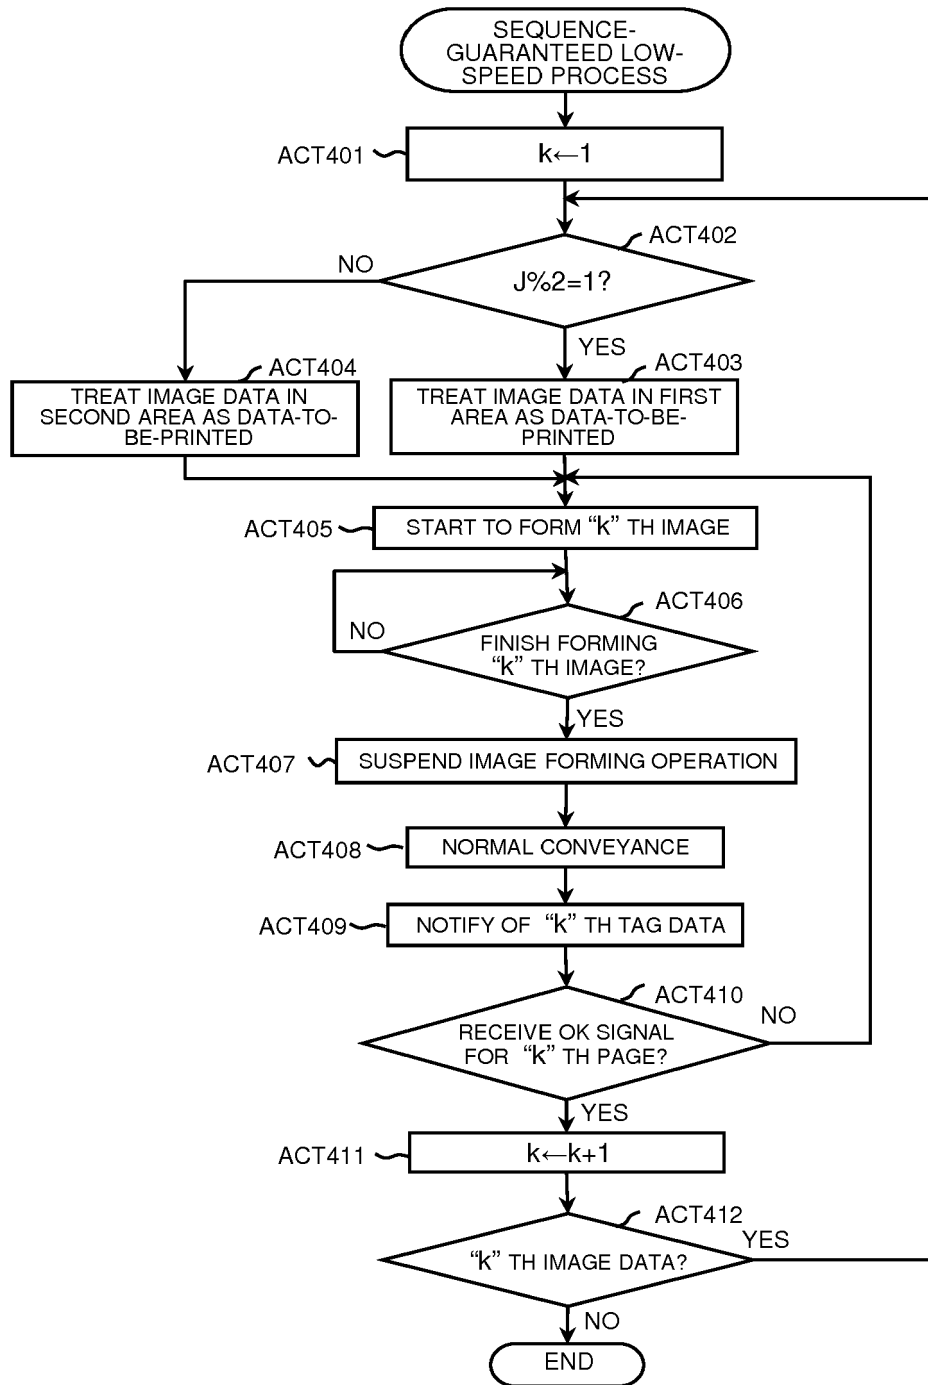 SEQUENCE-
GUARANTEED LOW-
SPEED PROCESS
ACT401
k←1
ACT402
NO
J%2=1?
YES
ACT404
ACT403
TREAT IMAGE DATA IN
SECOND AREA AS DATA-TO-
BE-PRINTED
TREAT IMAGE DATA IN FIRST
AREA AS DATA-TO-BE-
PRINTED
ACT405
START TO FORM “k” TH IMAGE
ACT406
NO
FINISH FORMING
“k” TH IMAGE?
YES
ACT407
SUSPEND IMAGE FORMING OPERATION
ACT408
NORMAL CONVEYANCE
ACT409
NOTIFY OF “k” TH TAG DATA
ACT410
NO
RECEIVE OK SIGNAL
FOR “k” TH PAGE?
YES
ACT411
k←k+1
ACT412
YES
“k” TH IMAGE DATA?
NO
END